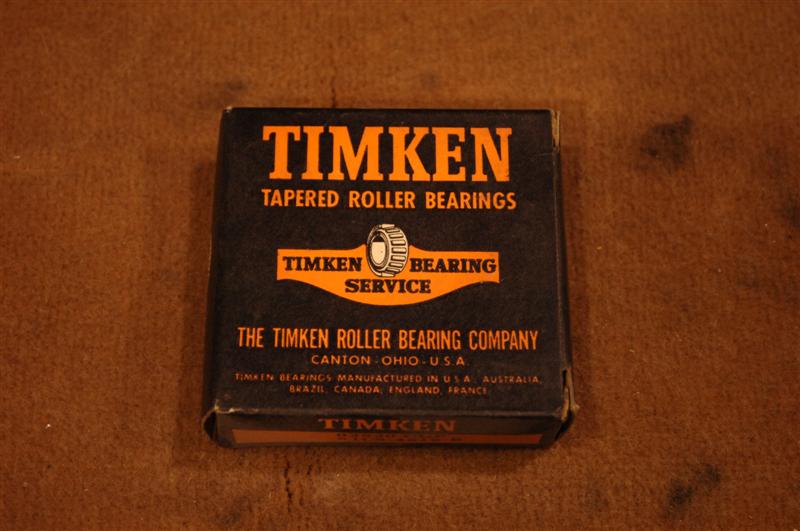 TIMKEN
TAPERED ROLLER BEARINGS
TIMKEN BEARING
SERVICE
THE TIMKEN ROLLER BEARING COMPANY
CANTON - OHIO - U.S.A.
TIMKEN BEARINGS MANUFACTURED IN U.S.A., AUSTRALIA,
BRAZIL, CANADA, ENGLAND, FRANCE
TIMKEN